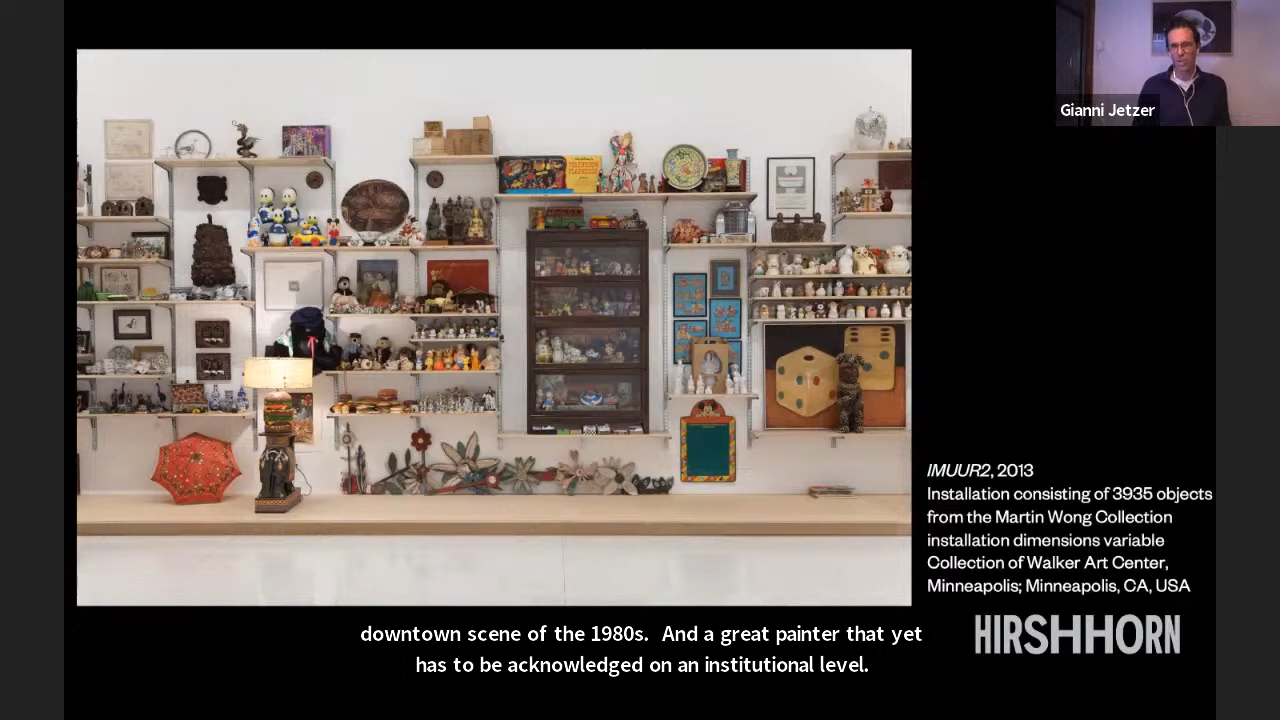 Gianni Jetzer
IMUUR2, 2013
Installation consisting of 3935 objects
from the Martin Wong Collection
installation dimensions variable
Collection of Walker Art Center,
Minneapolis; Minneapolis, CA, USA
HIRSHHORN
downtown scene of the 1980s. And a great painter that yet
has to be acknowledged on an institutional level.